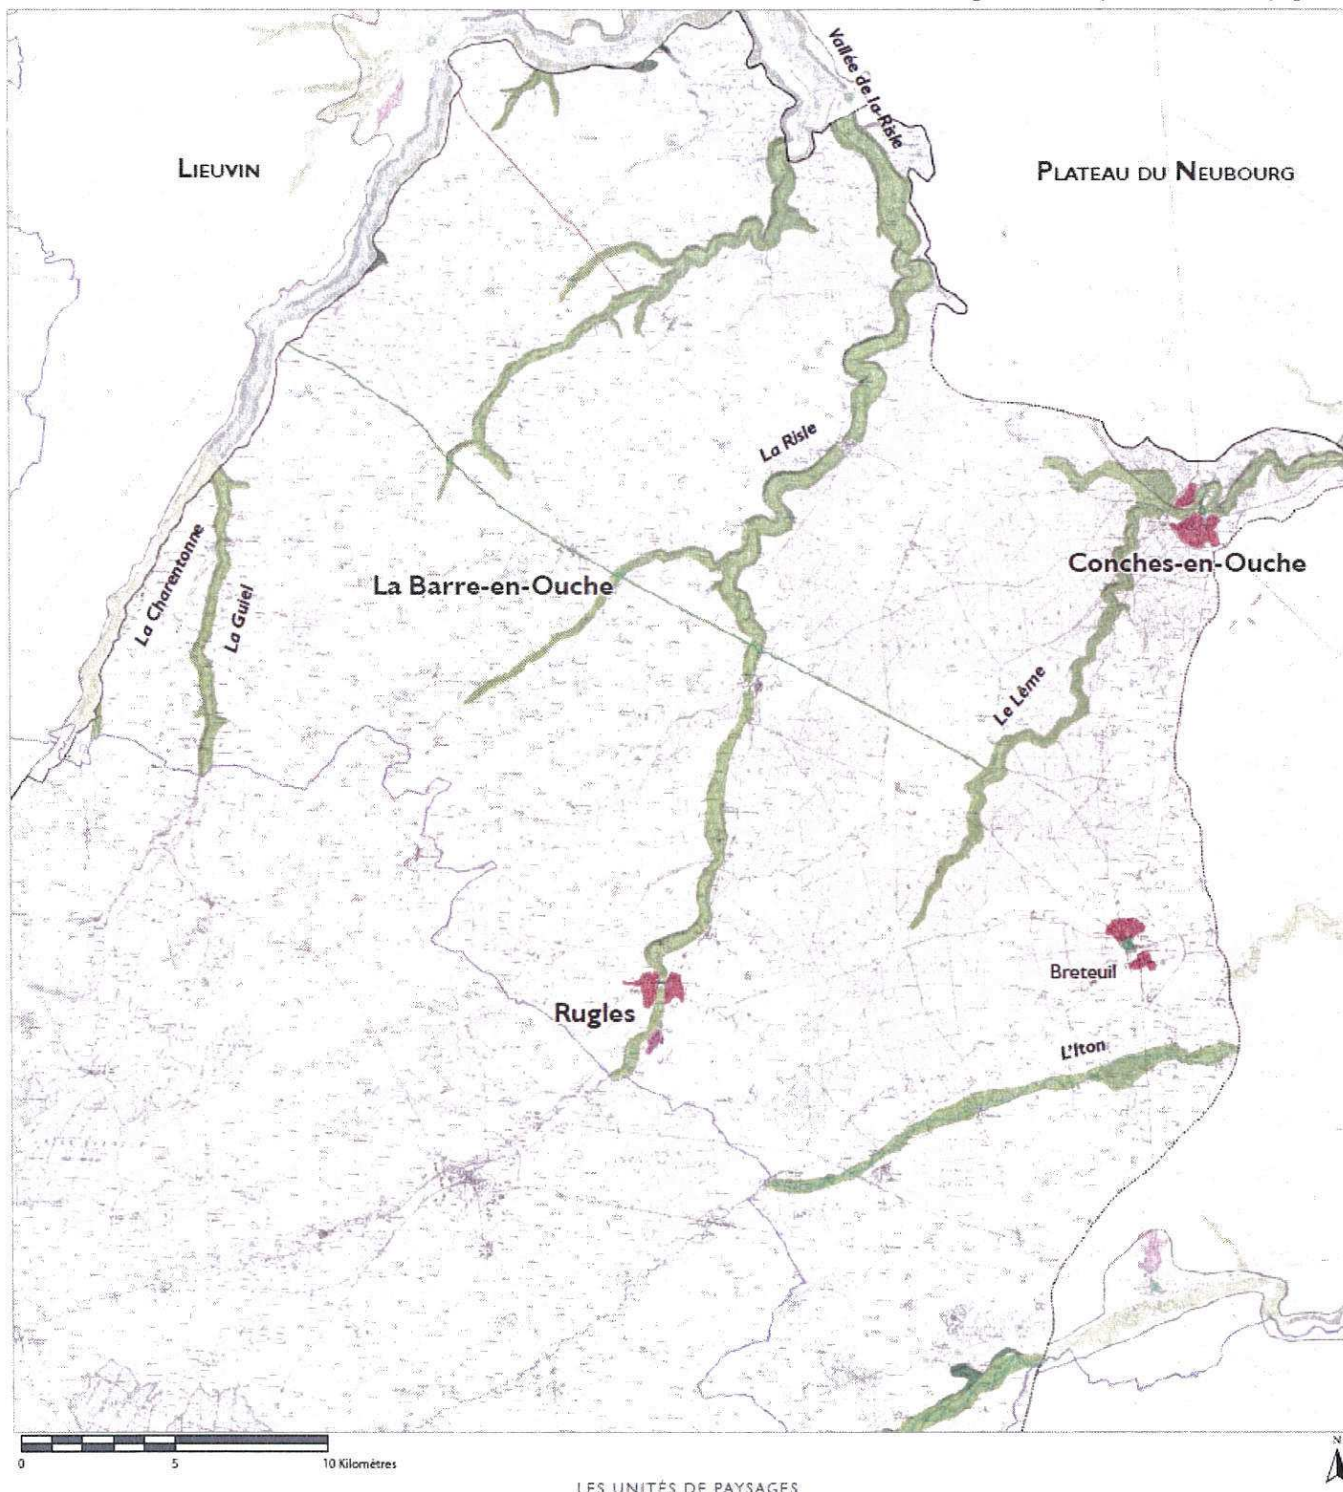 Vallée de la Risle
LIEUVIN
PLATEAU DU NEUBOURG
La Risle
La Charentonne
La Guiel
La Barre-en-Ouche
Conches-en-Ouche
Le Lême
Breteuil
Rugles
L'Iton
0 5 10 Kilomètres
N
LES UNITÉS DE PAYSAGES